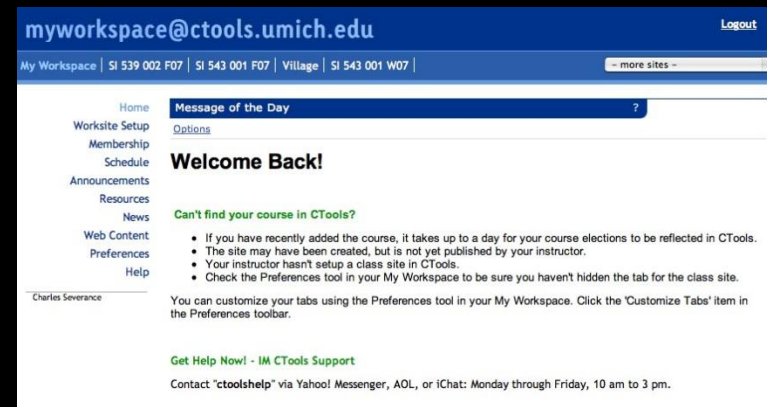 myworkspace@ctools.umich.edu
Logout
My Workspace | SI 539 002 F07 | SI 543 001 F07 | Village | SI 543 001 W07 |
- more sites -
Home
Worksite Setup
Membership
Schedule
Announcements
Resources
News
Web Content
Preferences
Help
Charles Severance
Message of the Day ?
Options
Welcome Back!
Can't find your course in CTools?
• If you have recently added the course, it takes up to a day for your course elections to be reflected in CTools.
• The site may have been created, but is not yet published by your instructor.
• Your instructor hasn't setup a class site in CTools.
• Check the Preferences tool in your My Workspace to be sure you haven't hidden the tab for the class site.
You can customize your tabs using the Preferences tool in your My Workspace. Click the 'Customize Tabs' item in
the Preferences toolbar.
Get Help Now! - IM CTools Support
Contact "ctoolshelp" via Yahoo! Messenger, AOL, or iChat: Monday through Friday, 10 am to 3 pm.